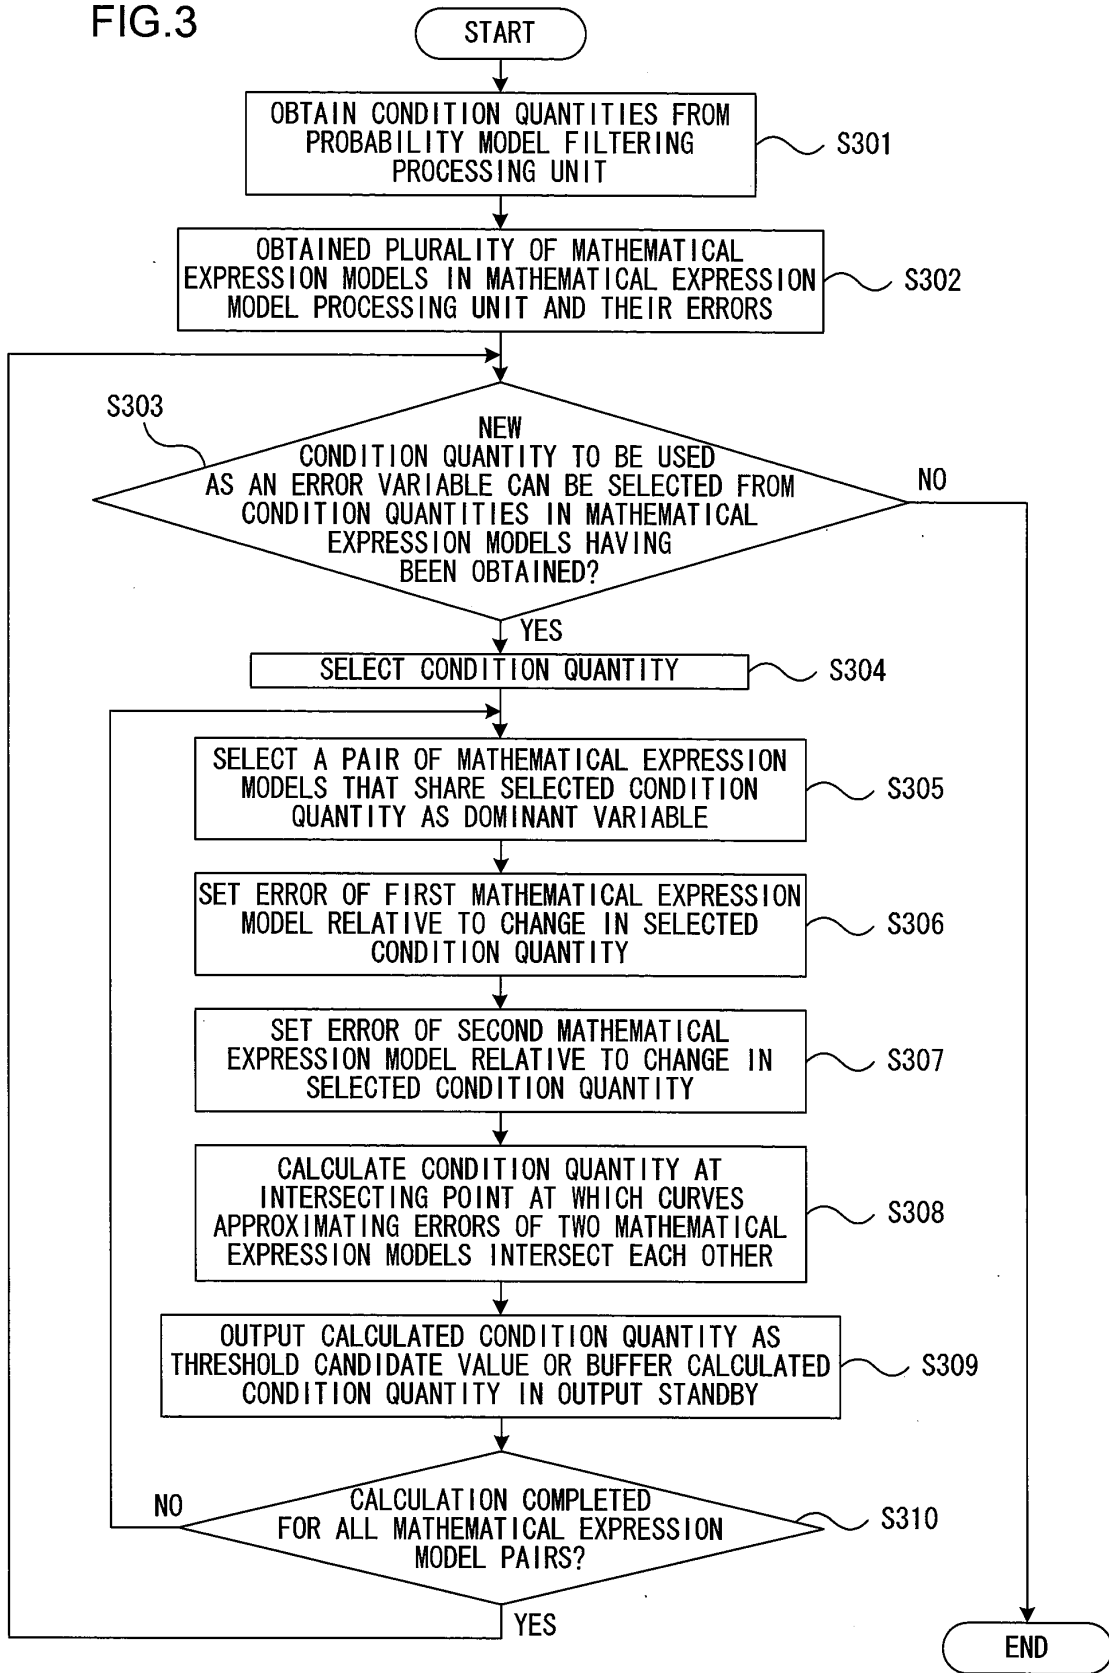 FIG.3
START
OBTAIN CONDITION QUANTITIES FROM
PROBABILITY MODEL FILTERING
PROCESSING UNIT
S301
OBTAINED PLURALITY OF MATHEMATICAL
EXPRESSION MODELS IN MATHEMATICAL EXPRESSION
MODEL PROCESSING UNIT AND THEIR ERRORS
S302
S303
NEW
CONDITION QUANTITY TO BE USED
AS AN ERROR VARIABLE CAN BE SELECTED FROM
CONDITION QUANTITIES IN MATHEMATICAL
EXPRESSION MODELS HAVING
BEEN OBTAINED?
NO
YES
SELECT CONDITION QUANTITY
S304
SELECT A PAIR OF MATHEMATICAL EXPRESSION
MODELS THAT SHARE SELECTED CONDITION
QUANTITY AS DOMINANT VARIABLE
S305
SET ERROR OF FIRST MATHEMATICAL EXPRESSION
MODEL RELATIVE TO CHANGE IN SELECTED
CONDITION QUANTITY
S306
SET ERROR OF SECOND MATHEMATICAL
EXPRESSION MODEL RELATIVE TO CHANGE IN
SELECTED CONDITION QUANTITY
S307
CALCULATE CONDITION QUANTITY AT
INTERSECTING POINT AT WHICH CURVES
APPROXIMATING ERRORS OF TWO MATHEMATICAL
EXPRESSION MODELS INTERSECT EACH OTHER
S308
OUTPUT CALCULATED CONDITION QUANTITY AS
THRESHOLD CANDIDATE VALUE OR BUFFER CALCULATED
CONDITION QUANTITY IN OUTPUT STANDBY
S309
NO
CALCULATION COMPLETED
FOR ALL MATHEMATICAL EXPRESSION
MODEL PAIRS?
S310
YES
END